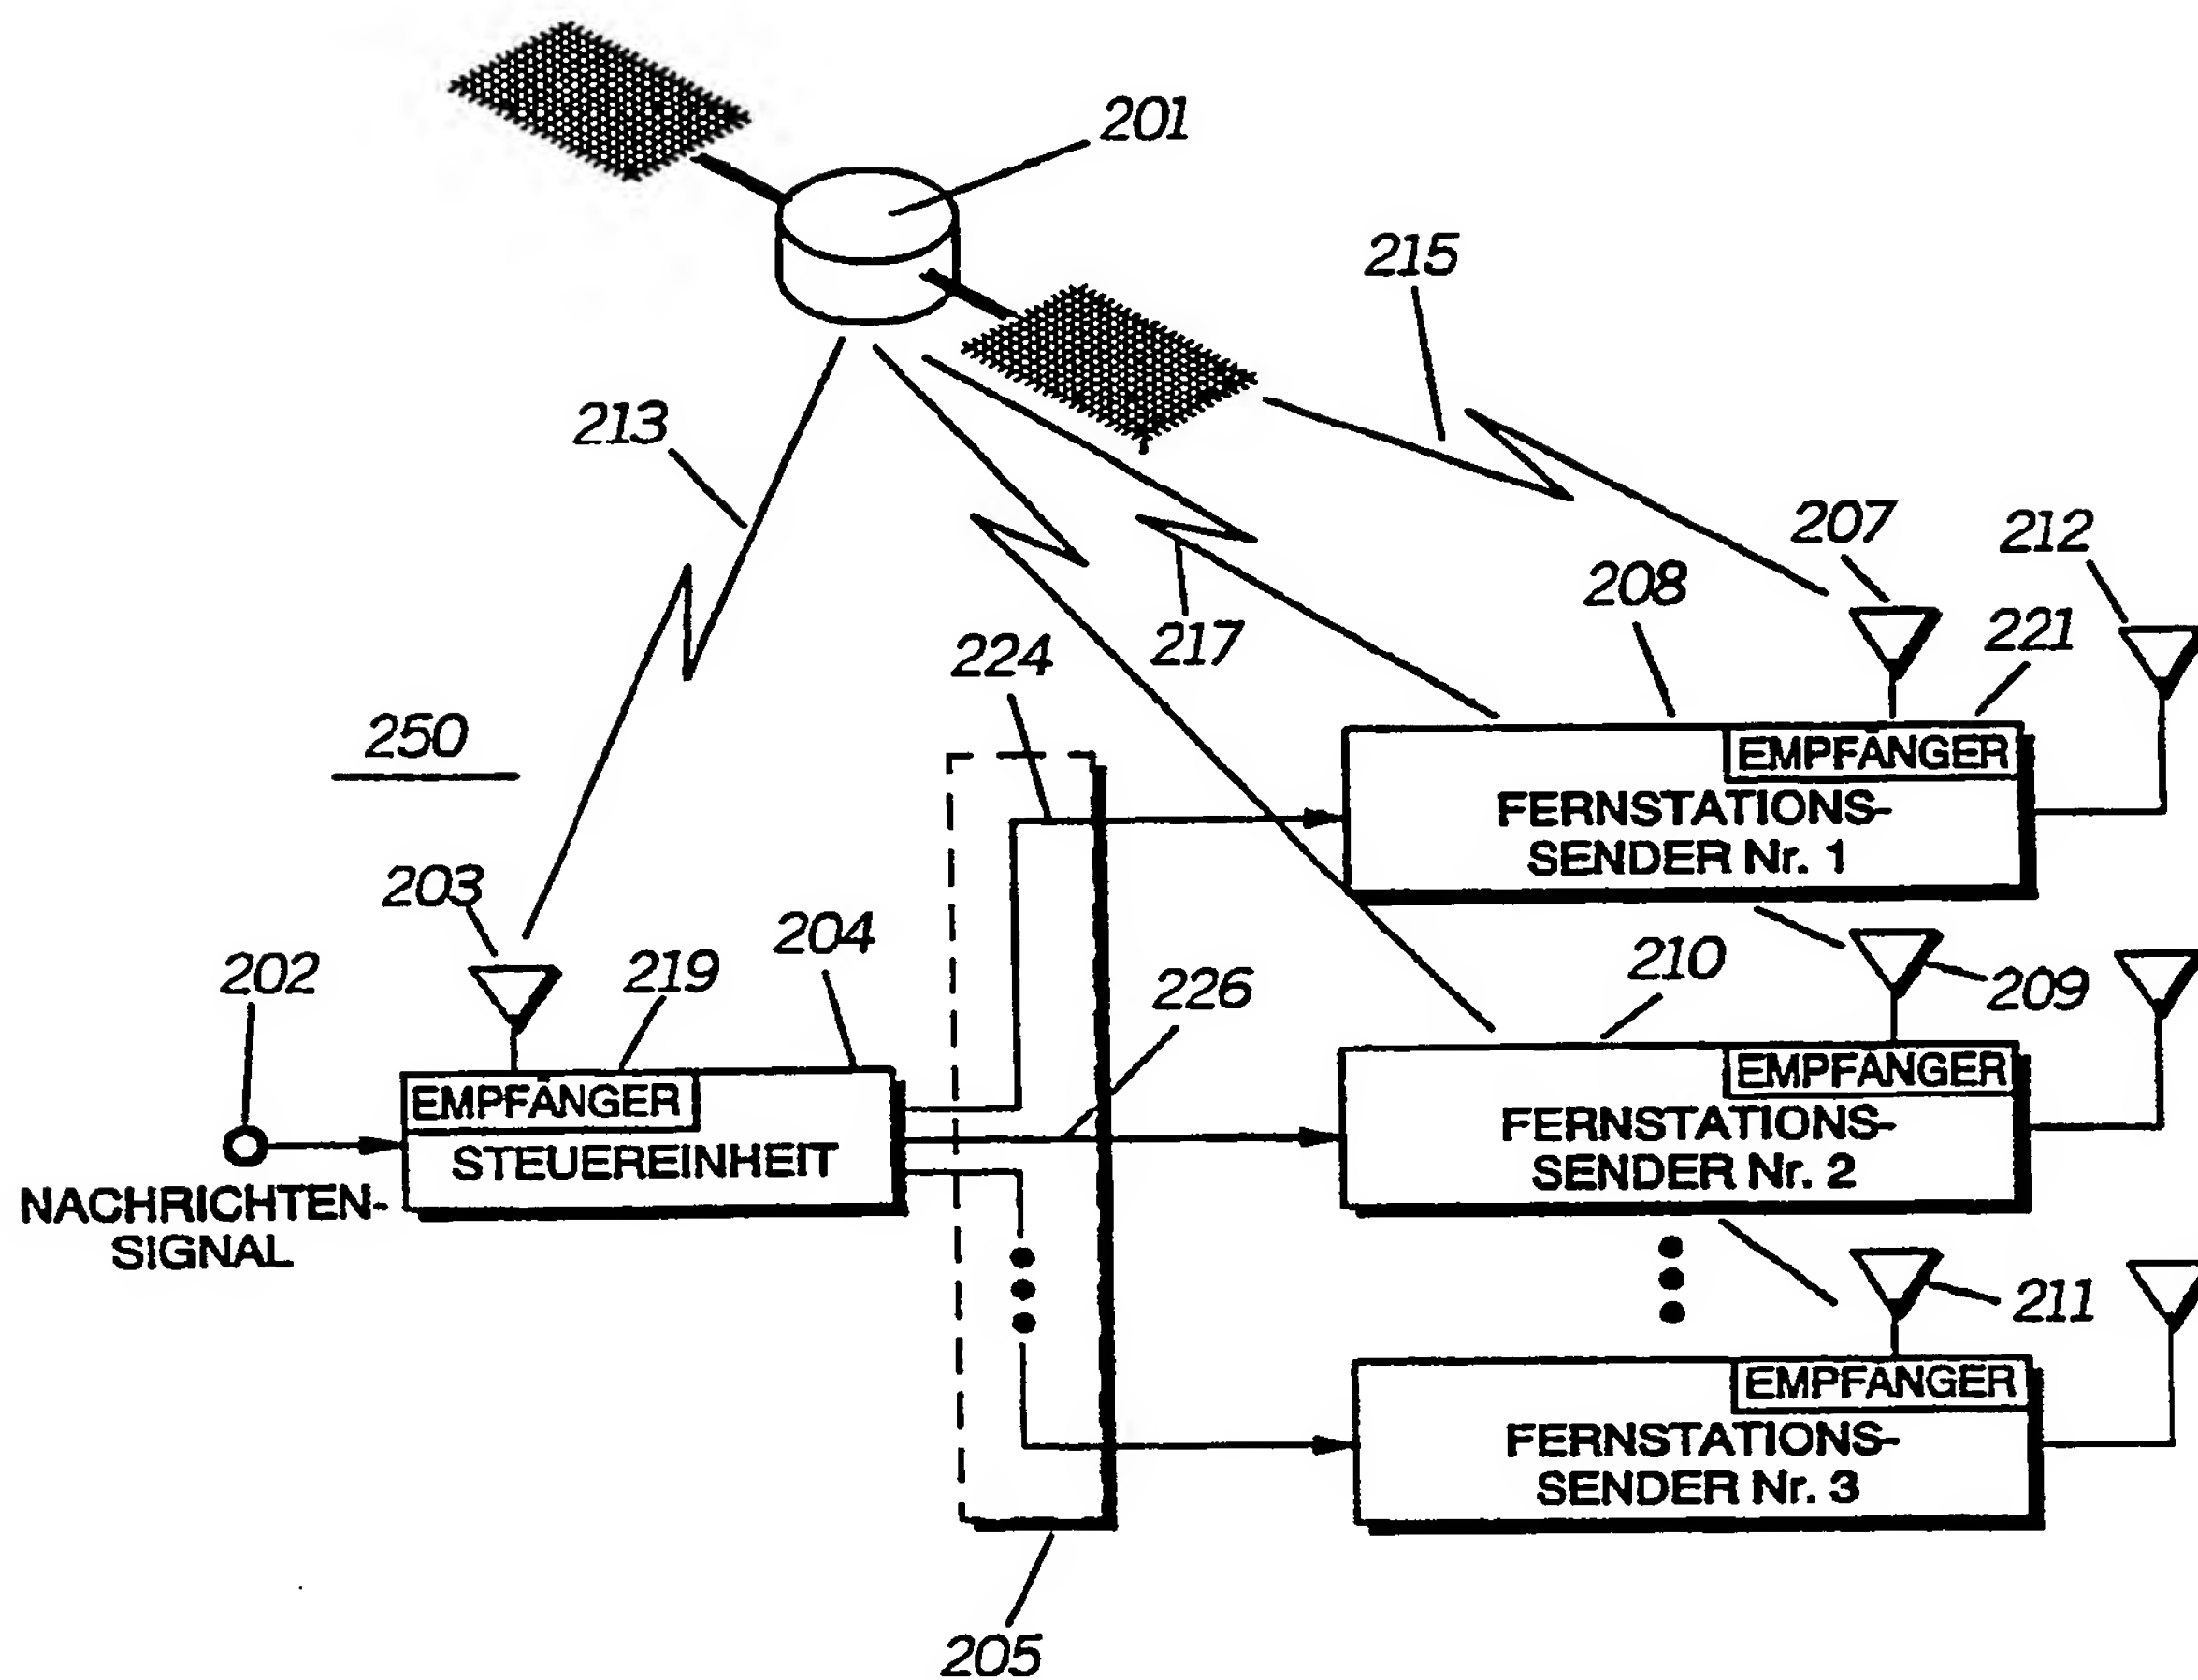 201
215
213
207
212
208
221
217
224
250
EMPFÄNGER
FERNSTATIONS-
SENDER Nr. 1
203
204
210
202
219
226
209
EMPFÄNGER
EMPFÄNGER
STEUEREINHEIT
FERNSTATIONS-
SENDER Nr. 2
NACHRICHTEN-
SIGNAL
211
EMPFÄNGER
FERNSTATIONS-
SENDER Nr. 3
205